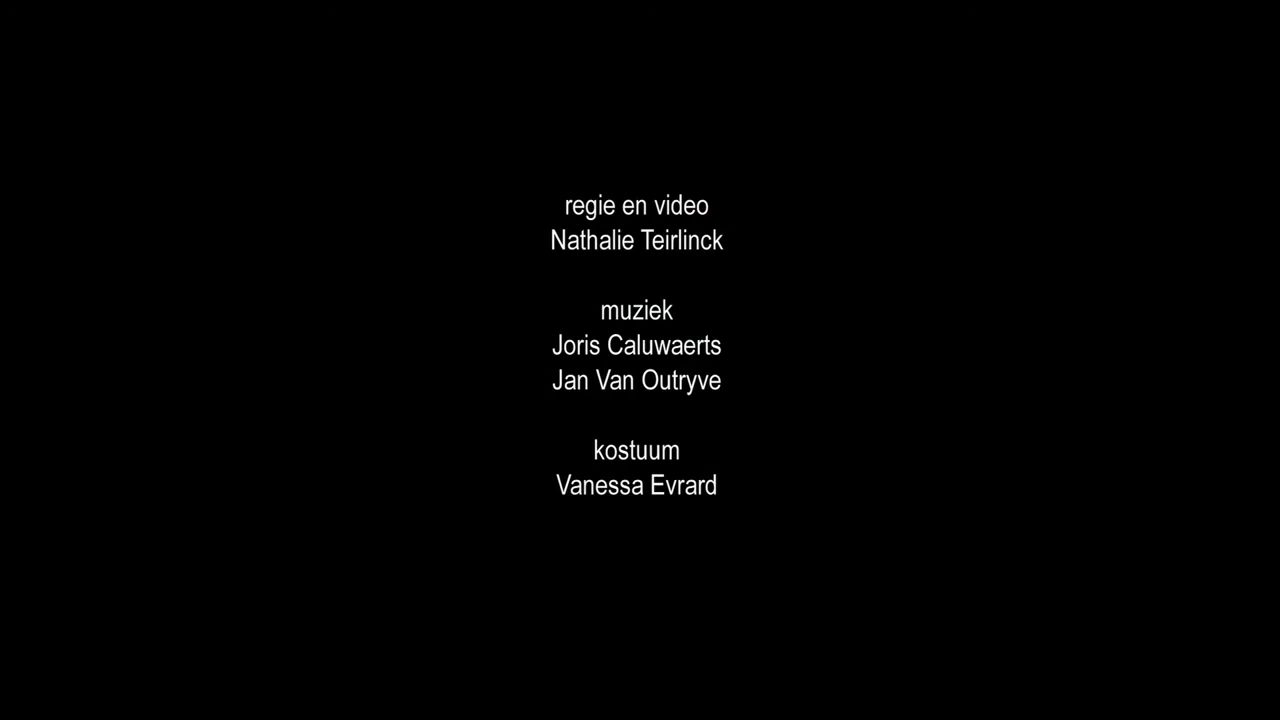 regie en video
Nathalie Teirlinck
muziek
Joris Caluwaerts
Jan Van Outryve
kostuum
Vanessa Evrard